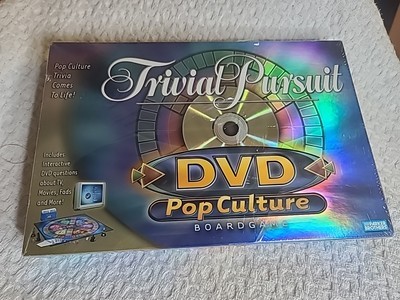 Pop Culture
Trivia
Comes
To Life!
Trivial Pursuit
DVD
Pop Culture
BOARDGAME
Includes
Interactive
DVD questions
about TV,
Movies, Fads
and More!
PARKER
BROTHERS